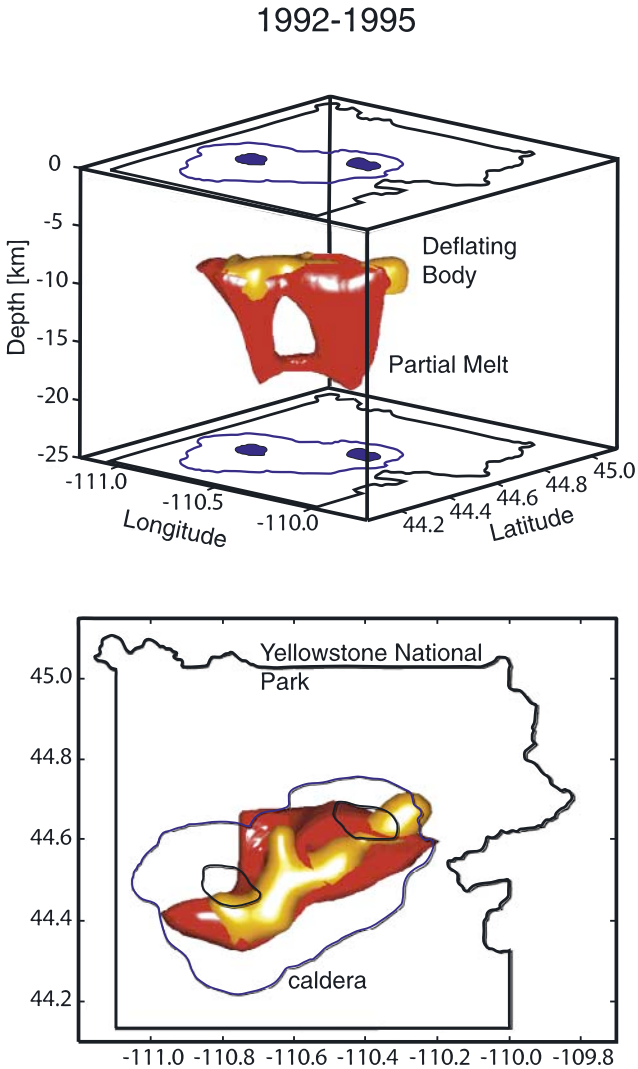 1992-1995
0
-5
-10
-15
-20
-25
Depth [km]
Deflating
Body
Partial Melt
-111.0
-110.5
-110.0
Longitude
44.2
44.4
44.6
44.8
45.0
Latitude
Yellowstone National
Park
45.0
44.8
44.6
44.4
44.2
caldera
-111.0 -110.8 -110.6 -110.4 -110.2 -110.0 -109.8